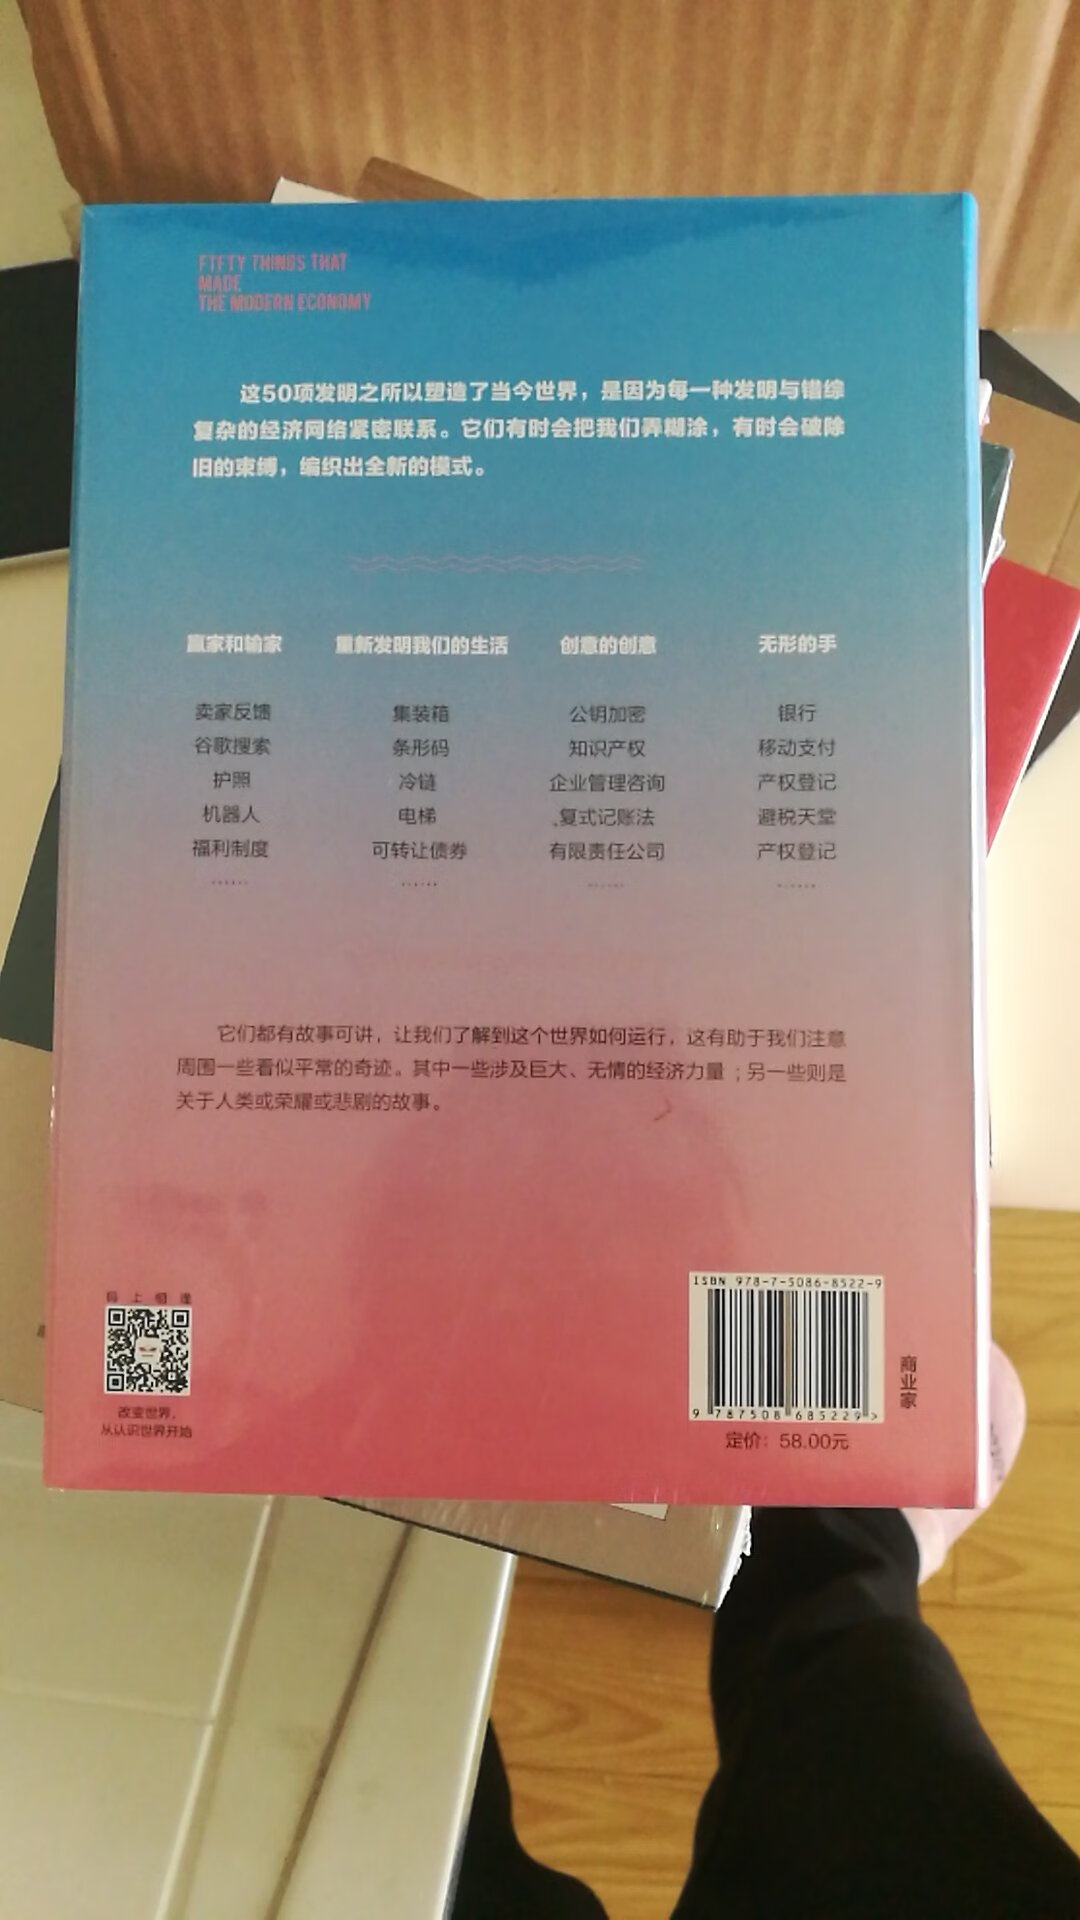 FIFTY THINGS THAT
MADE
THE MODERN ECONOMY
这50项发明之所以塑造了当今世界，是因为每一种发明与错综
复杂的经济网络紧密联系。它们有时会把我们弄糊涂，有时会破除
旧的束缚，编织出全新的模式。
赢家和输家
卖家反馈
谷歌搜索
护照
机器人
福利制度
……
重新发明我们的生活
集装箱
条形码
冷链
电梯
可转让债券
……
创意的创意
公钥加密
知识产权
企业管理咨询
复式记账法
有限责任公司
……
无形的手
银行
移动支付
产权登记
避税天堂
产权登记
……
它们都有故事可讲，让我们了解到这个世界如何运行，这有助于我们注意
周围一些看似平常的奇迹。其中一些涉及巨大、无情的经济力量；另一些则是
关于人类或荣耀或悲剧的故事。
码上相逢
改变世界，
从认识世界开始
ISBN 978-7-5086-8522-9
9 787508 685229 >
定价：58.00元
商业家